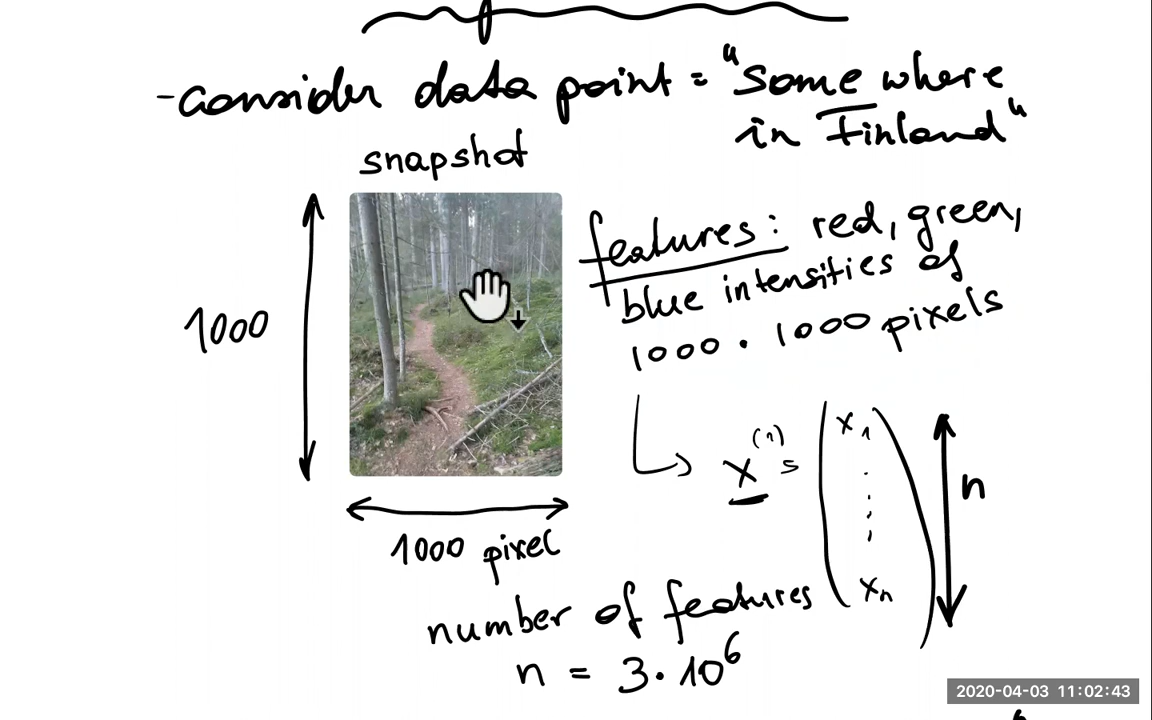 -consider data point = "Some where
in Finland"
snapshot
features: red, green,
blue intensities of
1000 . 1000 pixels
1000
x^(1) = ( x1
n
xn )
1000 pixel
number of features
n = 3·10^6
2020-04-03 11:02:43